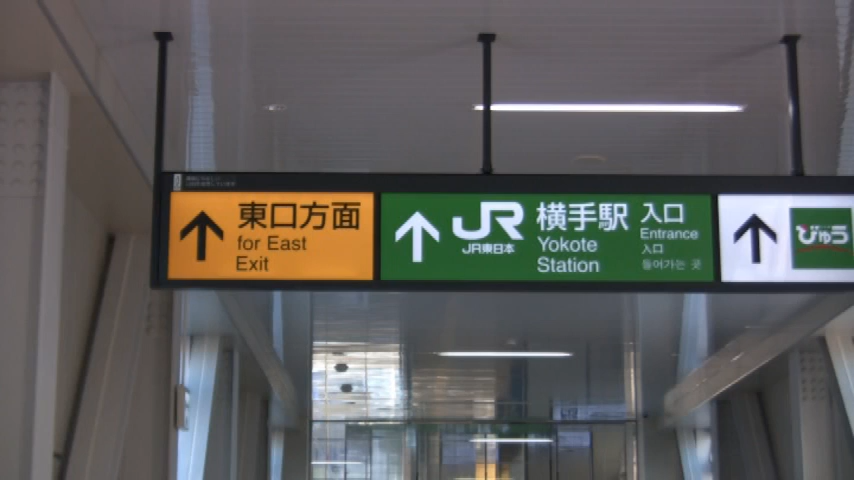 東口方面
for East
Exit
JR
JR東日本
横手駅
Yokote
Station
入口
Entrance
入口
들어가는 곳
びゅう